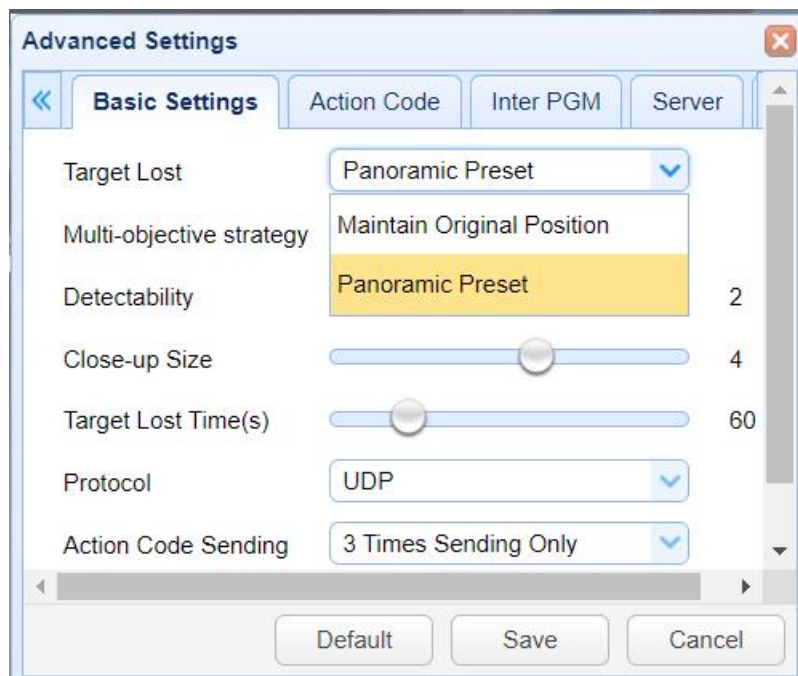 Advanced Settings
Basic Settings Action Code Inter PGM Server
Target Lost Panoramic Preset
Maintain Original Position
Multi-objective strategy
Panoramic Preset
Detectability 2
Close-up Size 4
Target Lost Time(s) 60
Protocol UDP
Action Code Sending 3 Times Sending Only
Default Save Cancel